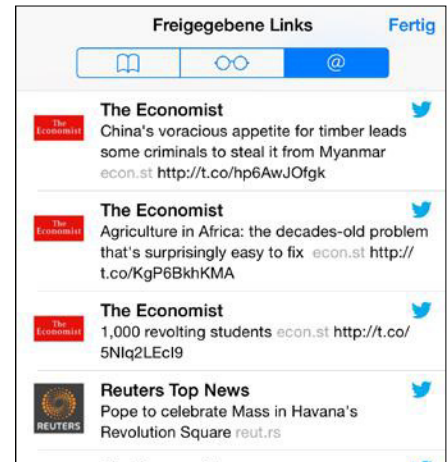 Freigegebene Links Fertig
@
The Economist
The Economist
China's voracious appetite for timber leads
some criminals to steal it from Myanmar
econ.st http://t.co/hp6AwJOfgk
The Economist
The Economist
Agriculture in Africa: the decades-old problem
that's surprisingly easy to fix econ.st http://
t.co/KgP6BkhKMA
The Economist
The Economist
1,000 revolting students econ.st http://t.co/
5NIq2LEcI9
REUTERS
Reuters Top News
Pope to celebrate Mass in Havana's
Revolution Square reut.rs